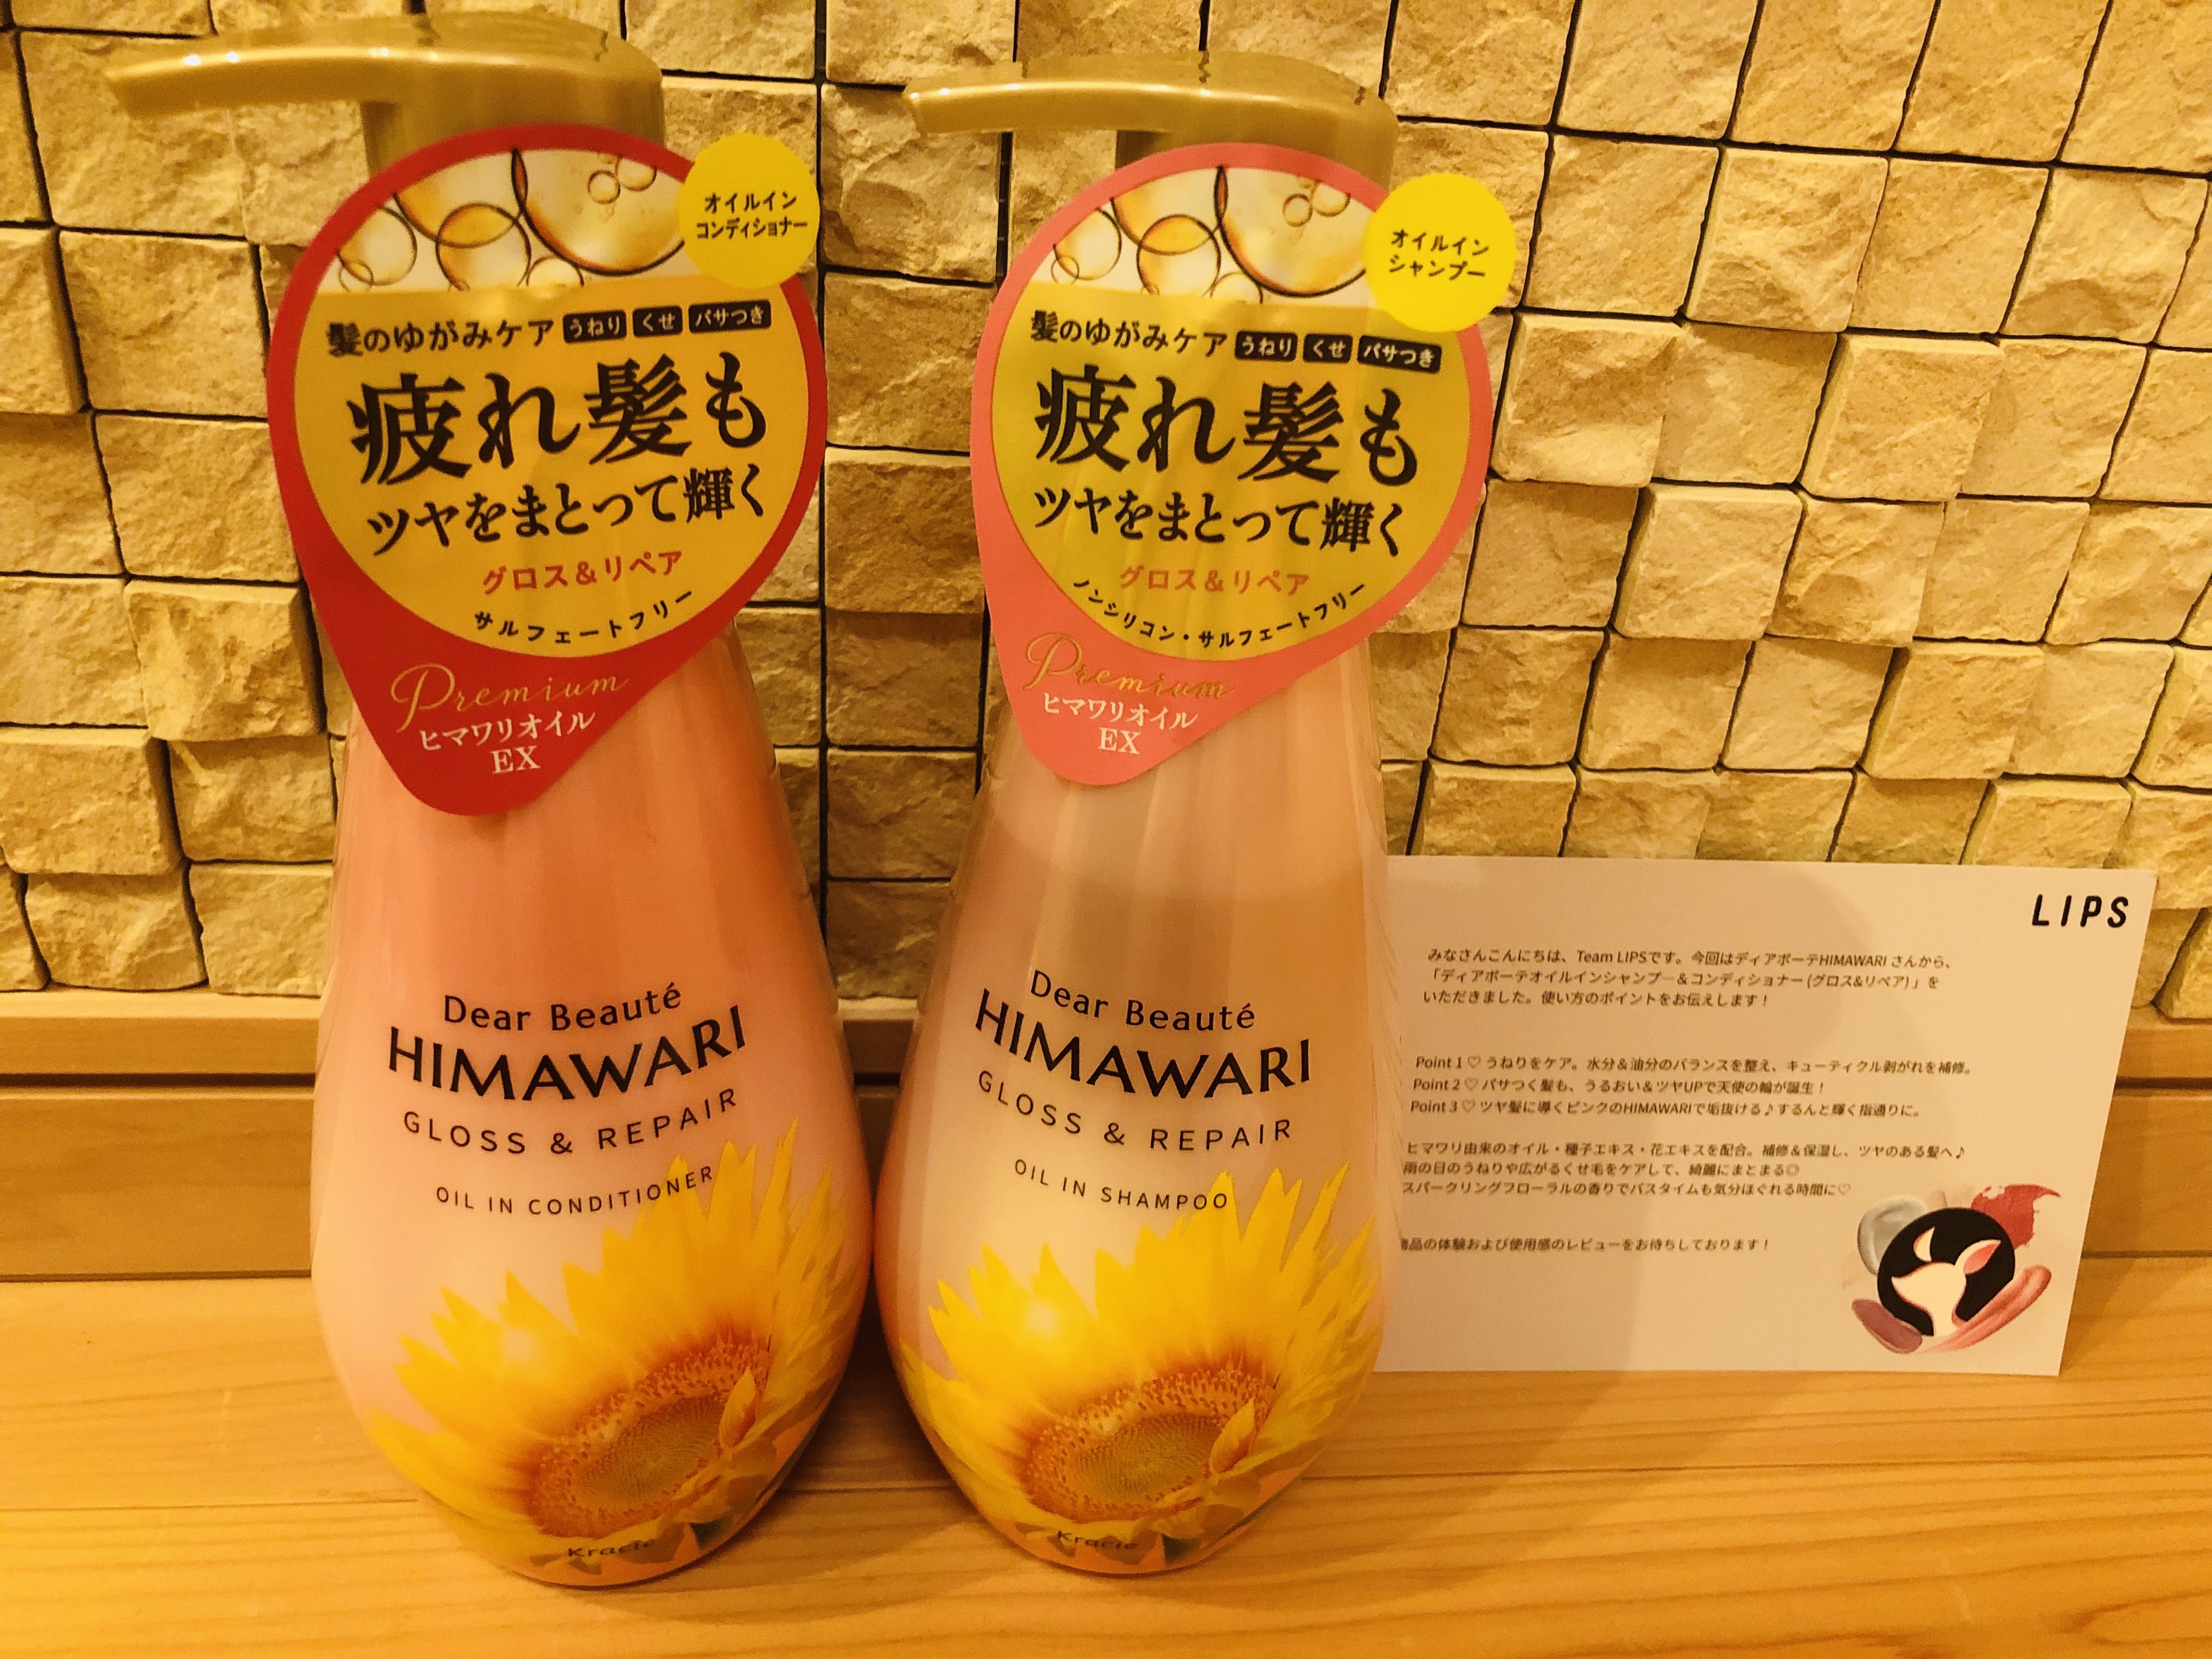 オイルイン
コンディショナー
髪のゆがみケア うねり くせ パサつき
疲れ髪も
ツヤをまとって輝く
グロス&リペア
サルフェートフリー
Premium
ヒマワリオイル
EX
Dear Beauté
HIMAWARI
GLOSS & REPAIR
OIL IN CONDITIONER
Kracie
オイルイン
シャンプー
髪のゆがみケア うねり くせ パサつき
疲れ髪も
ツヤをまとって輝く
グロス&リペア
ノンシリコン・サルフェートフリー
Premium
ヒマワリオイル
EX
Dear Beauté
HIMAWARI
GLOSS & REPAIR
OIL IN SHAMPOO
Kracie
LIPS
みなさんこんにちは、Team LIPSです。今回はディアボーテHIMAWARI さんから、
「ディアボーテオイルインシャンプー&コンディショナー(グロス&リペア)」を
いただきました。使い方のポイントをお伝えします!
Point 1♡ うねりをケア。水分&油分のバランスを整え、キューティクル剥がれを補修。
Point 2♡ パサつく髪も、うるおい&ツヤUPで天使の輪が誕生!
Point 3♡ ツヤ髪に導くピンクのHIMAWARIで垢抜ける♪するんと輝く指通りに。
ヒマワリ由来のオイル・種子エキス・花エキスを配合。補修&保湿し、ツヤのある髪へ♪
雨の日のうねりや広がるくせ毛をケアして、綺麗にまとまる◎
スパークリングフローラルの香りでバスタイムも気分ほぐれる時間に♡
商品の体験および使用感のレビューをお待ちしております!